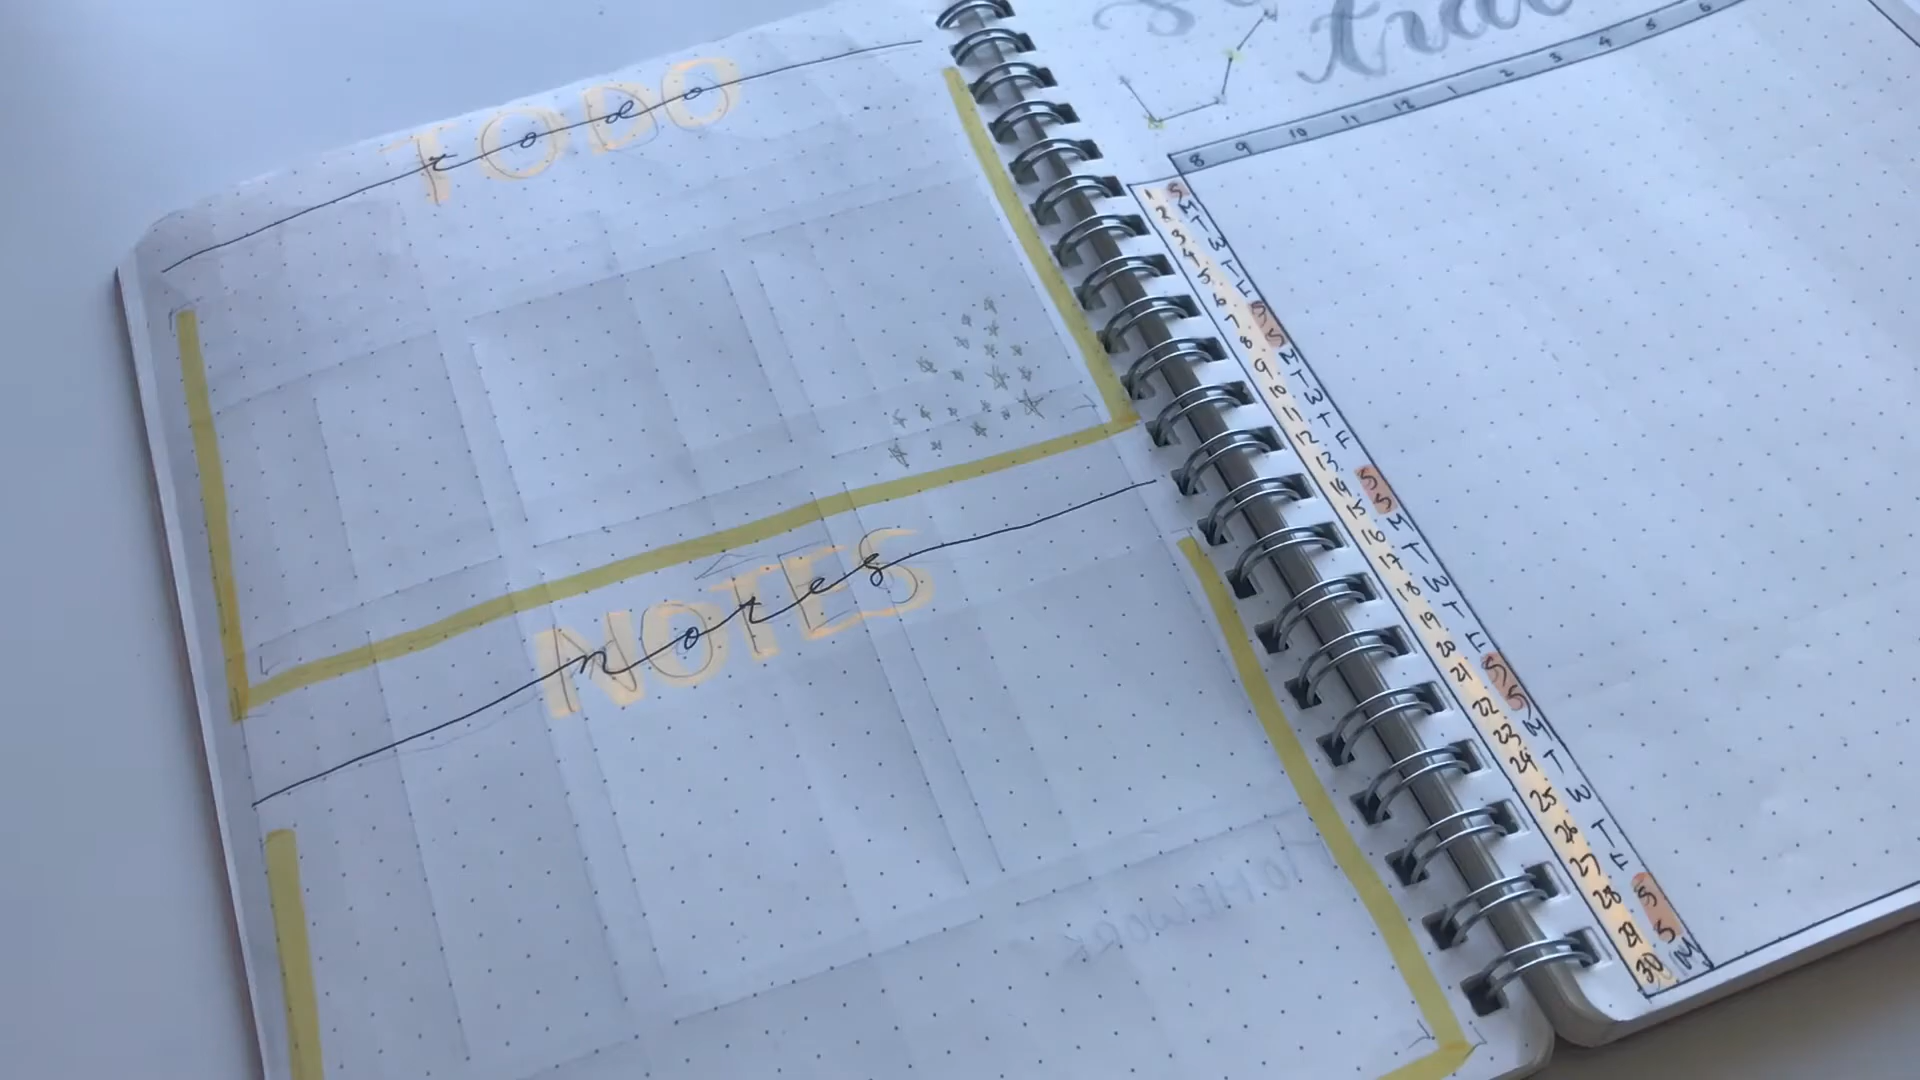 TODO
todo
NOTES
notes
8 9 10 11 12 1 2 3 4 5 6
1 S
2 M
3 T
4 W
5 T
6 F
7 S
8 S
9 M
10 T
11 W
12 T
13 F
14 S
15 S
16 M
17 T
18 W
19 T
20 F
21 S
22 S
23 M
24 T
25 W
26 T
27 F
28 S
29 S
30 M